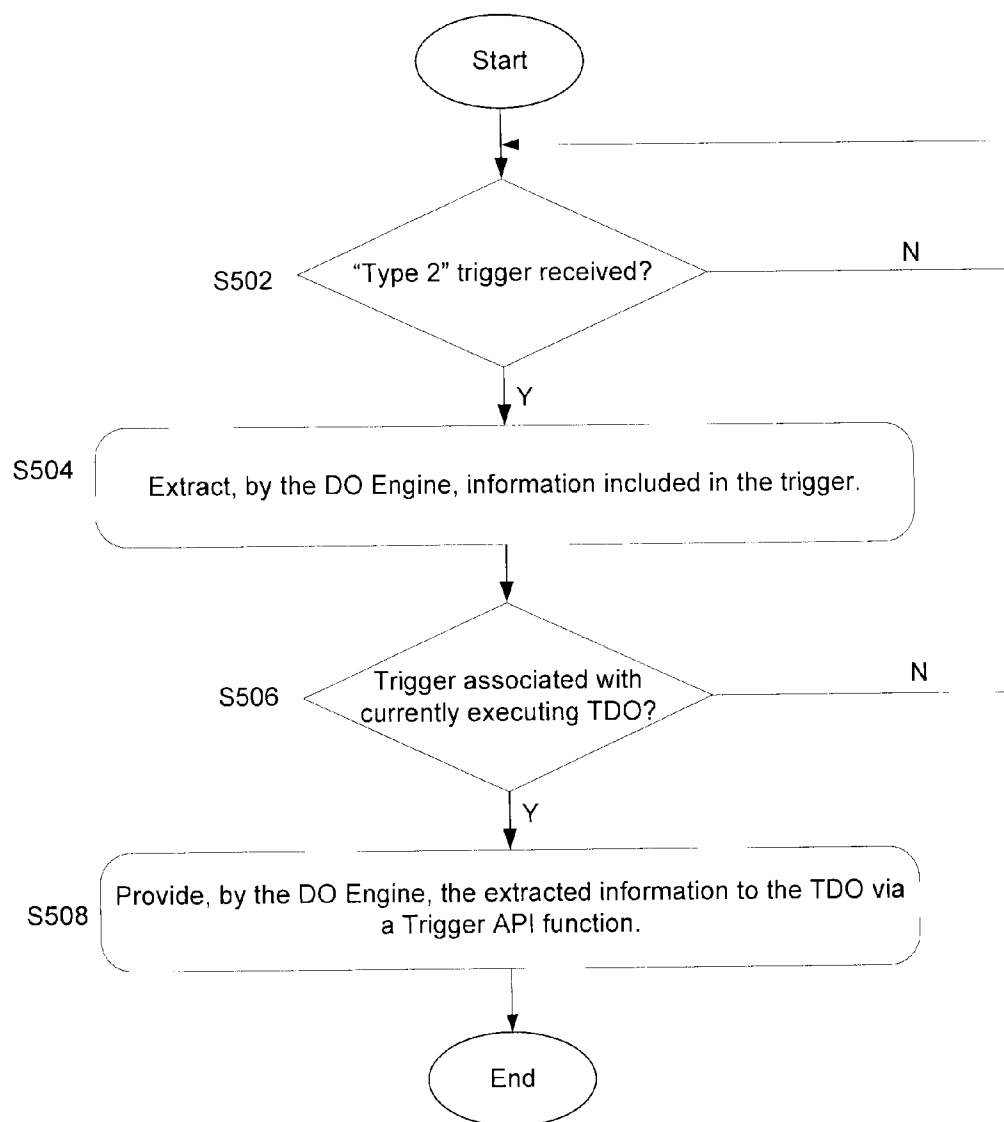 Start
S502
“Type 2” trigger received?
N
Y
S504
Extract, by the DO Engine, information included in the trigger.
S506
Trigger associated with
currently executing TDO?
N
Y
S508
Provide, by the DO Engine, the extracted information to the TDO via
a Trigger API function.
End